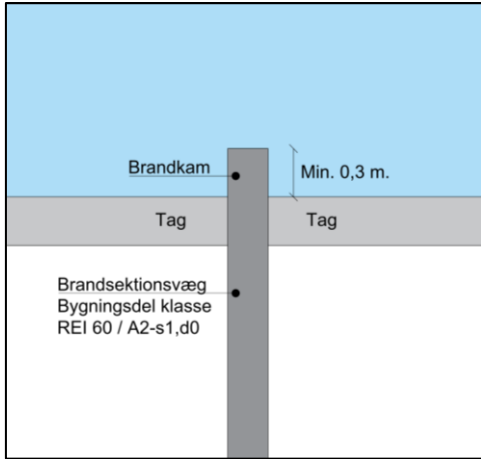 Brandkam
Min. 0,3 m.
Tag
Tag
Brandsektionsvæg
Bygningsdel klasse
REI 60 / A2-s1,d0